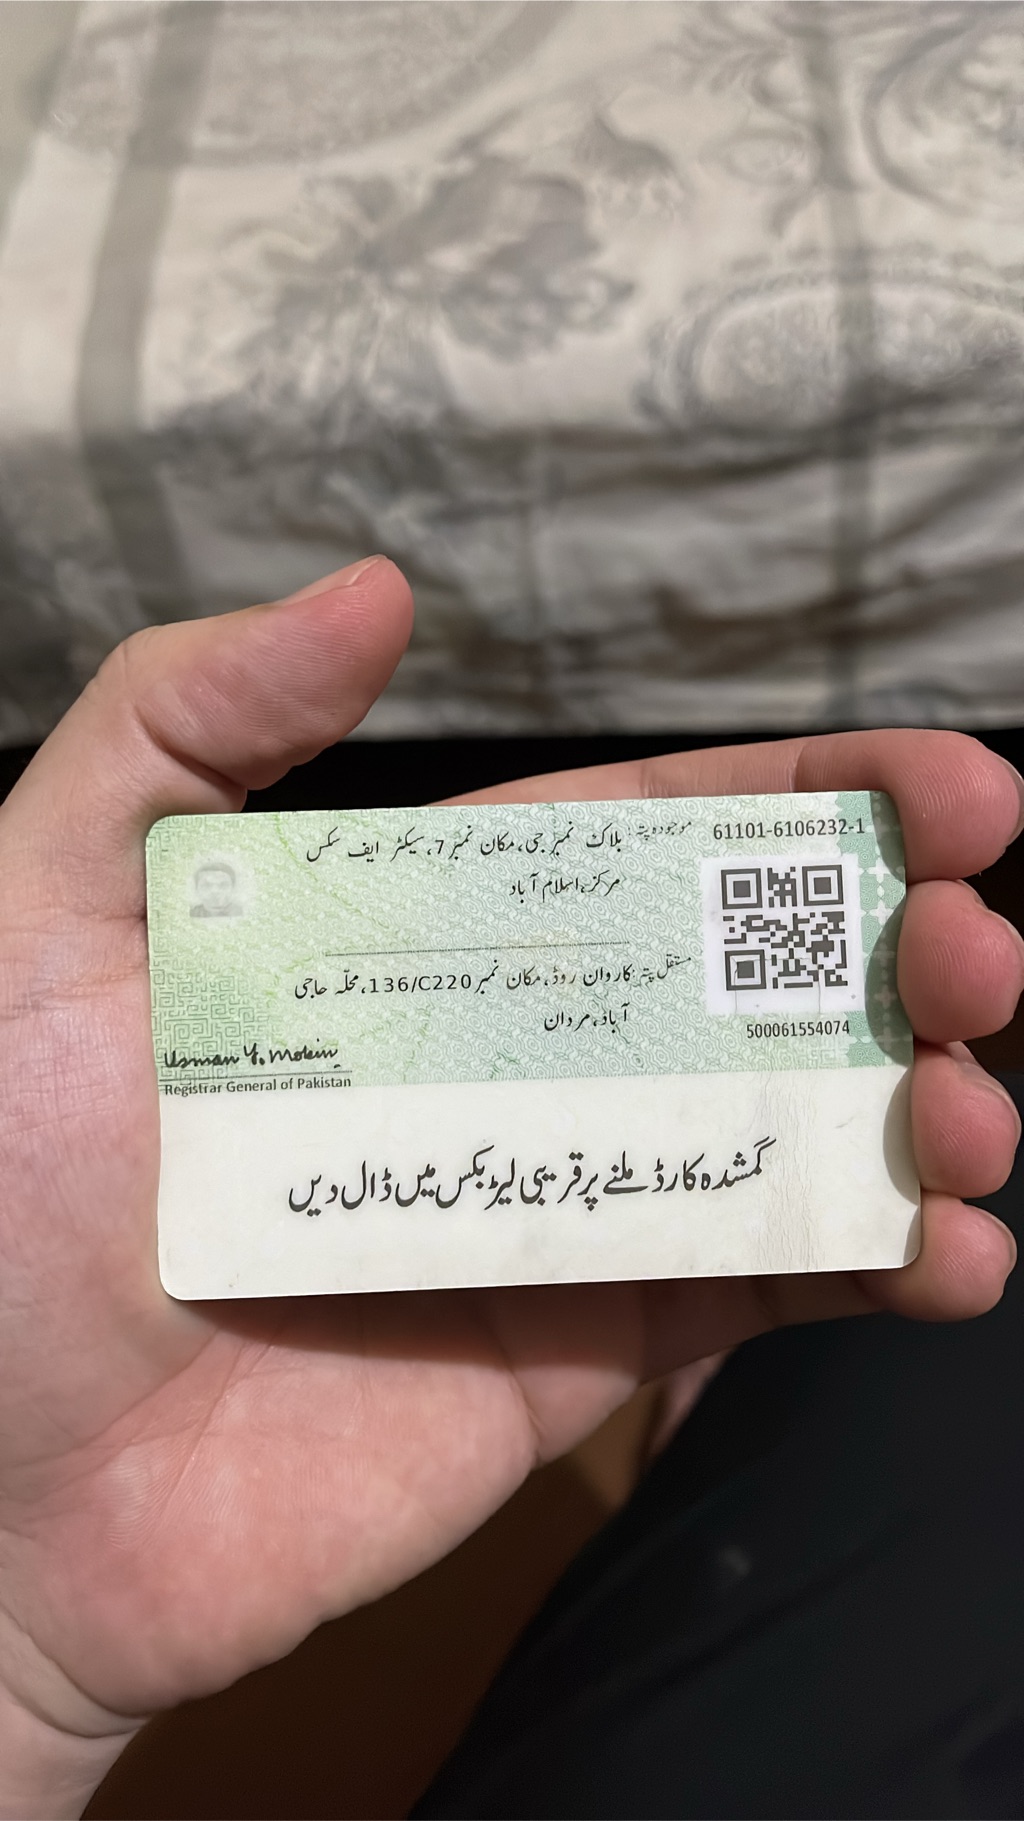 61101-6106232-1
موجودہ پتہ: بلاک نمبر جی، مکان نمبر 7، سیکٹر ایف سکس
مرکز، اسلام آباد
مستقل پتہ: کاروان روڈ، مکان نمبر 136/C220، محلّہ حاجی
آباد، مردان
500061554074
Usman Y. Mobin
Registrar General of Pakistan
گمشدہ کارڈ ملنے پر قریبی لیٹر بکس میں ڈال دیں